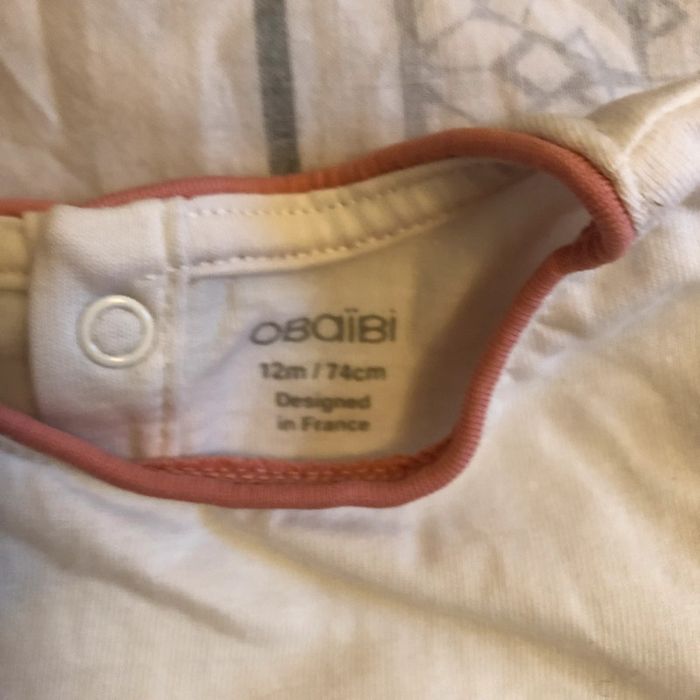 OBaïBi
12m / 74cm
Designed
in France